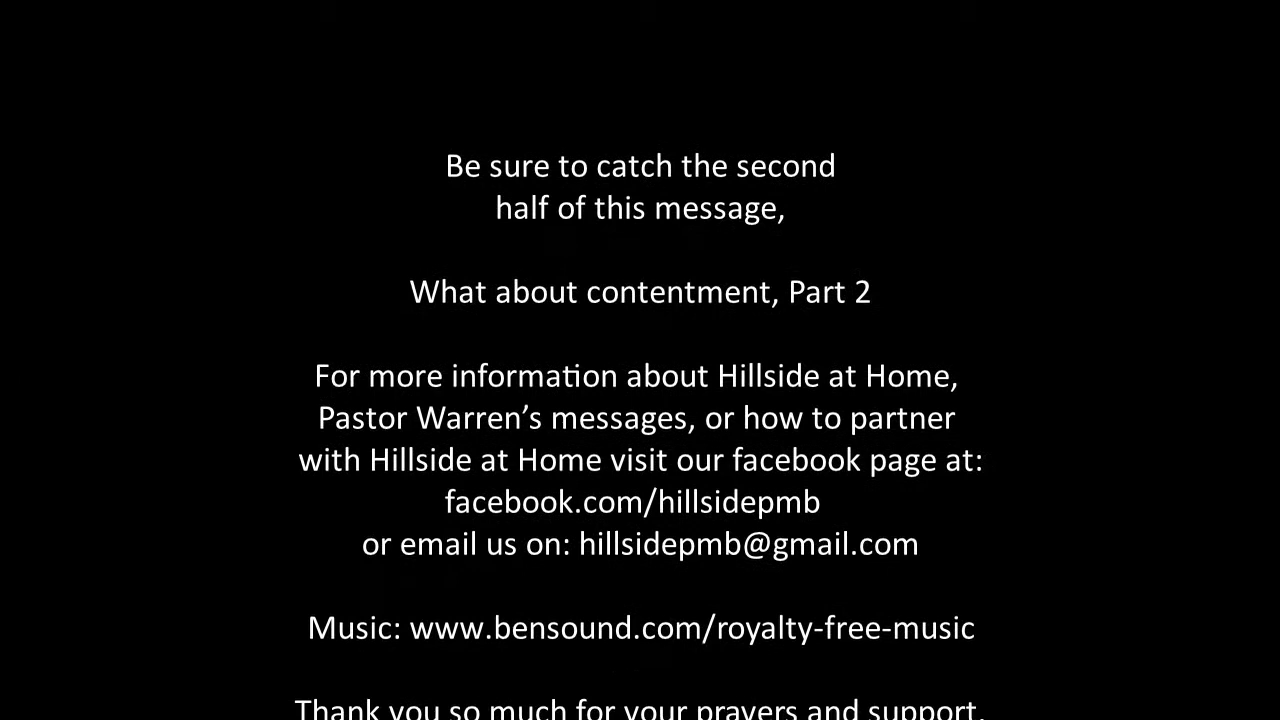 Be sure to catch the second
half of this message,
What about contentment, Part 2
For more information about Hillside at Home,
Pastor Warren’s messages, or how to partner
with Hillside at Home visit our facebook page at:
facebook.com/hillsidepmb
or email us on: hillsidepmb@gmail.com
Music: www.bensound.com/royalty-free-music
Thank you so much for your prayers and support.